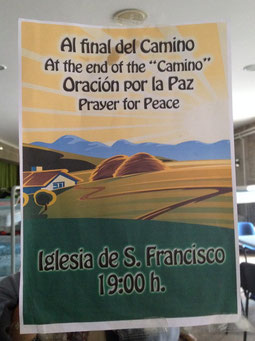 Al final del Camino
At the end of the “Camino”
Oración por la Paz
Prayer for Peace
Iglesia de S. Francisco
19:00 h.